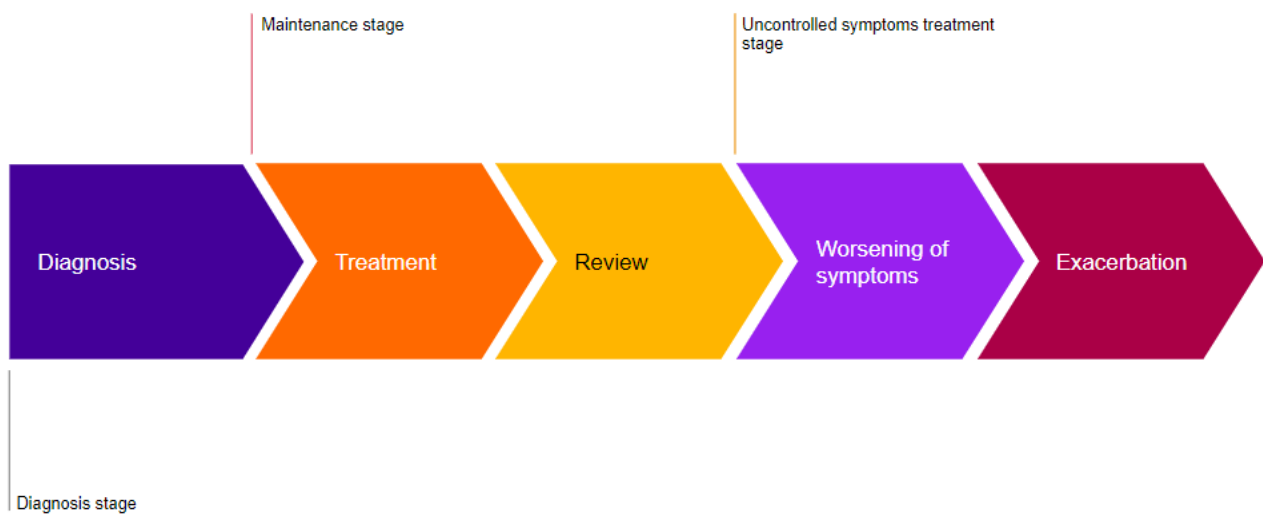 Maintenance stage
Uncontrolled symptoms treatment
stage
Diagnosis
Treatment
Review
Worsening of
symptoms
Exacerbation
Diagnosis stage